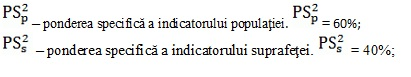 PS²ₚ – ponderea specifică a indicatorului populației. PS²ₚ = 60%;
PS²ₛ – ponderea specifică a indicatorului suprafeței. PS²ₛ = 40%;